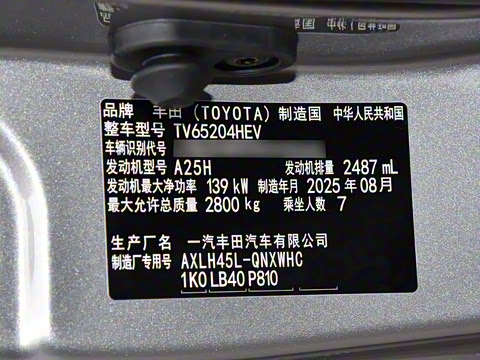 品牌 丰田 (TOYOTA) 制造国 中华人民共和国
整车型号 TV65204HEV
车辆识别代号
发动机型号 A25H 发动机排量 2487 mL
发动机最大净功率 139 kW 制造年月 2025 年 08 月
最大允许总质量 2800 kg 乘坐人数 7
生产厂名 一汽丰田汽车有限公司
制造厂专用号 AXLH45L-QNXWHC
1K0 LB40 P810